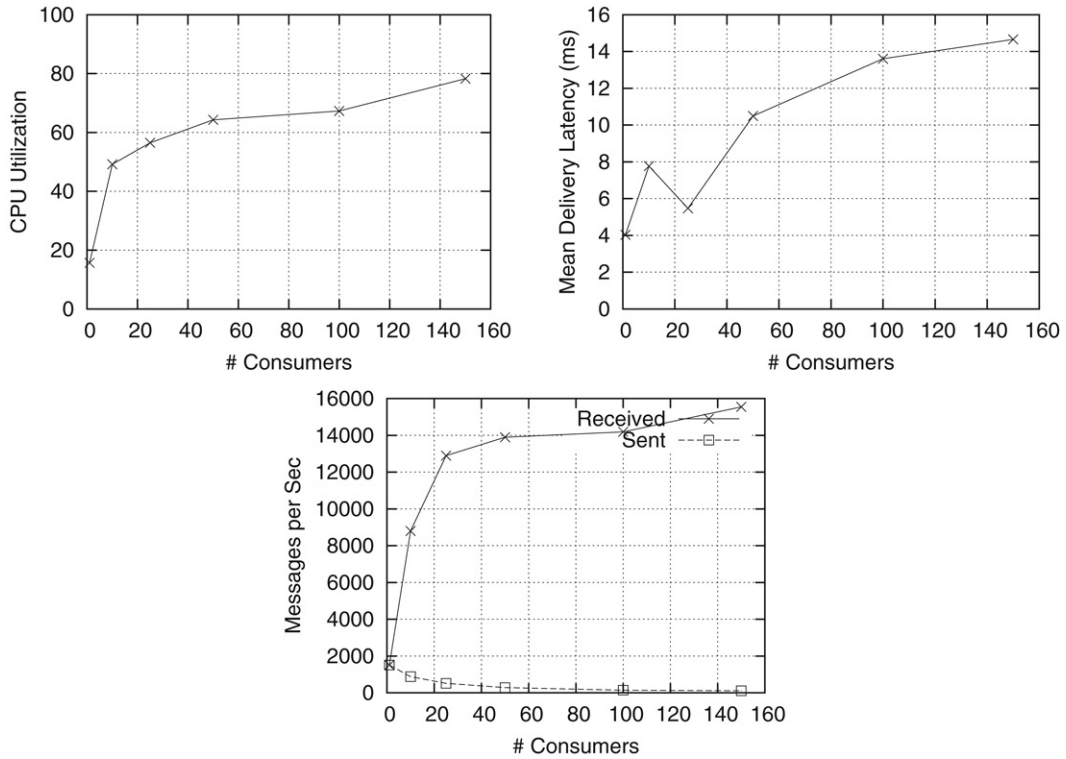 100
80
60
40
20
0
CPU Utilization
0 20 40 60 80 100 120 140 160
# Consumers
16
14
12
10
8
6
4
2
0
Mean Delivery Latency (ms)
0 20 40 60 80 100 120 140 160
# Consumers
16000
14000
12000
10000
8000
6000
4000
2000
0
Messages per Sec
Received
Sent
0 20 40 60 80 100 120 140 160
# Consumers